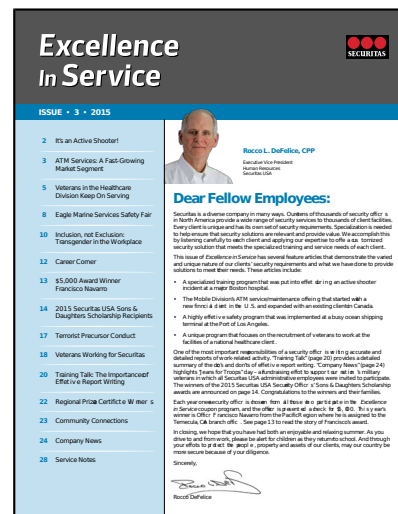 Excellence
In Service
SECURITAS
ISSUE • 3 • 2015
2 It's an Active Shooter!
3 ATM Services: A Fast-Growing
Market Segment
5 Veterans in the Healthcare
Division Keep On Serving
8 Eagle Marine Services Safety Fair
10 Inclusion, not Exclusion:
Transgender in the Workplace
12 Career Corner
13 $5,000 Award Winner
Francisco Navarro
14 2015 Securitas USA Sons &
Daughters Scholarship Recipients
17 Terrorist Precursor Conduct
18 Veterans Working for Securitas
20 Training Talk: The Importance of
Effective Report Writing
22 Regional Prize Certificate Winners
23 Community Connections
24 Company News
28 Service Notes
Rocco L. DeFelice, CPP
Executive Vice President
Human Resources
Securitas USA
Dear Fellow Employees:
Securitas is a diverse company in many ways. Our tens of thousands of security officers
in North America provide a wide range of security services to thousands of client facilities.
Every client is unique and has its own set of security requirements. Specialization is needed
to help ensure that security solutions are relevant and provide value. We accomplish this
by listening carefully to each client and applying our expertise to offer a customized
security solution that meets the specialized training and service needs of each client.
This issue of Excellence in Service has several feature articles that demonstrate the varied
and unique nature of our clients' security requirements and what we have done to provide
solutions to meet their needs. These articles include:
• A specialized training program that was put into effect during an active shooter
incident at a major Boston hospital.
• The Mobile Division's ATM service/maintenance offering that started with a
new financial client in the U.S. and expanded with an existing client in Canada.
• A highly effective safety program that was implemented at a busy ocean shipping
terminal at the Port of Los Angeles.
• A unique program that focuses on the recruitment of veterans to work at the
facilities of a national healthcare client.
One of the most important responsibilities of a security officer is writing accurate and
detailed reports of work-related activity. "Training Talk" (page 20) provides a detailed
summary of the do's and don'ts of effective report writing. "Company News" (page 24)
highlights "Jeans for Troops" day – a fundraising effort to support our nation's military
veterans in which all Securitas USA administrative employees were invited to participate.
The winners of the 2015 Securitas USA Security Officers' Sons & Daughters Scholarship
awards are announced on page 14. Congratulations to the winners and their families.
Each year one security officer is chosen from all those who participate in the Excellence
in Service coupon program, and the officer is presented a check for $5,000. This year's
winner is Officer Francisco Navarro from the Pacific Region where he is assigned to the
Temecula, CA branch office. See page 13 to read the story of Francisco's award.
In closing, we hope that you have had both an enjoyable and relaxing summer. As you
drive to and from work, please be alert for children as they return to school. And through
your efforts to protect the people, property and assets of our clients, may our country be
more secure because of your diligence.
Sincerely,
Rocco DeFelice